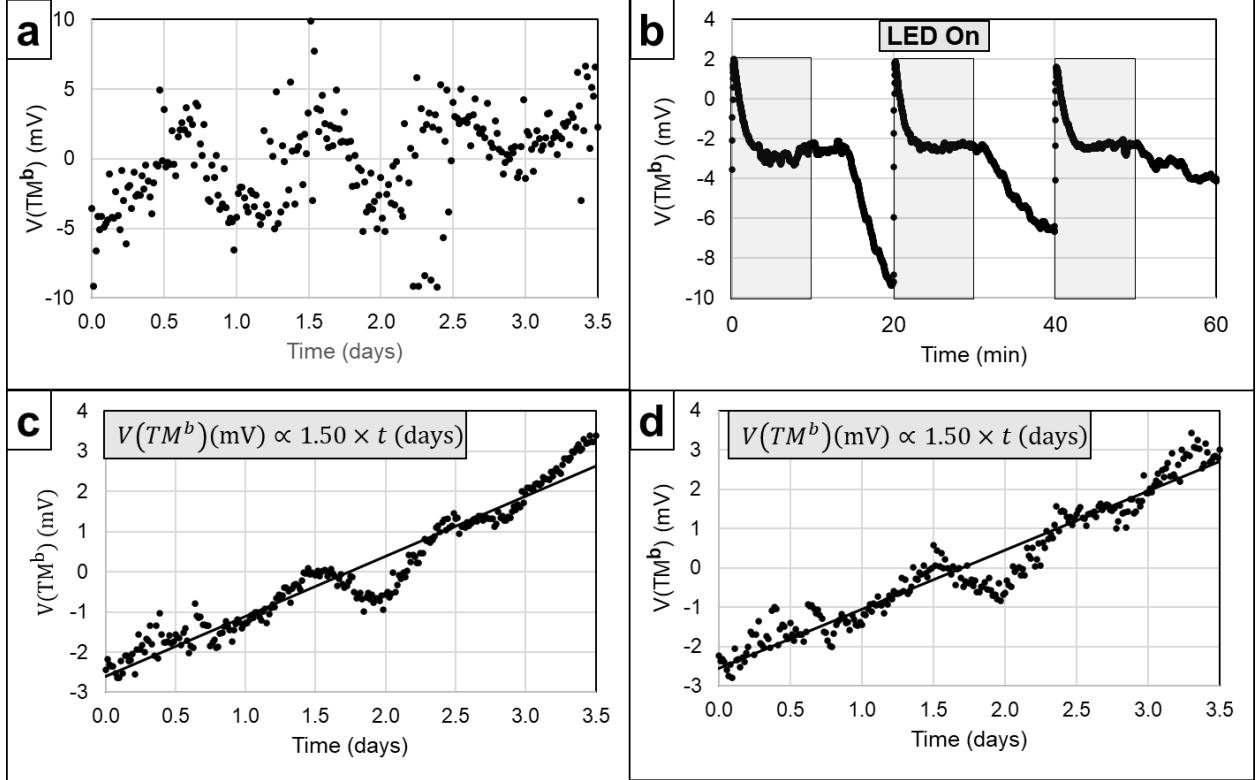 a
V(TM^b) (mV)
10
5
0
-5
-10
0.0 0.5 1.0 1.5 2.0 2.5 3.0 3.5
Time (days)
b
LED On
V(TM^b) (mV)
4
2
0
-2
-4
-6
-8
-10
0 20 40 60
Time (min)
c
V(TM^b)(mV) ∝ 1.50 × t (days)
V(TM^b) (mV)
4
3
2
1
0
-1
-2
-3
0.0 0.5 1.0 1.5 2.0 2.5 3.0 3.5
Time (days)
d
V(TM^b)(mV) ∝ 1.50 × t (days)
V(TM^b) (mV)
4
3
2
1
0
-1
-2
-3
0.0 0.5 1.0 1.5 2.0 2.5 3.0 3.5
Time (days)